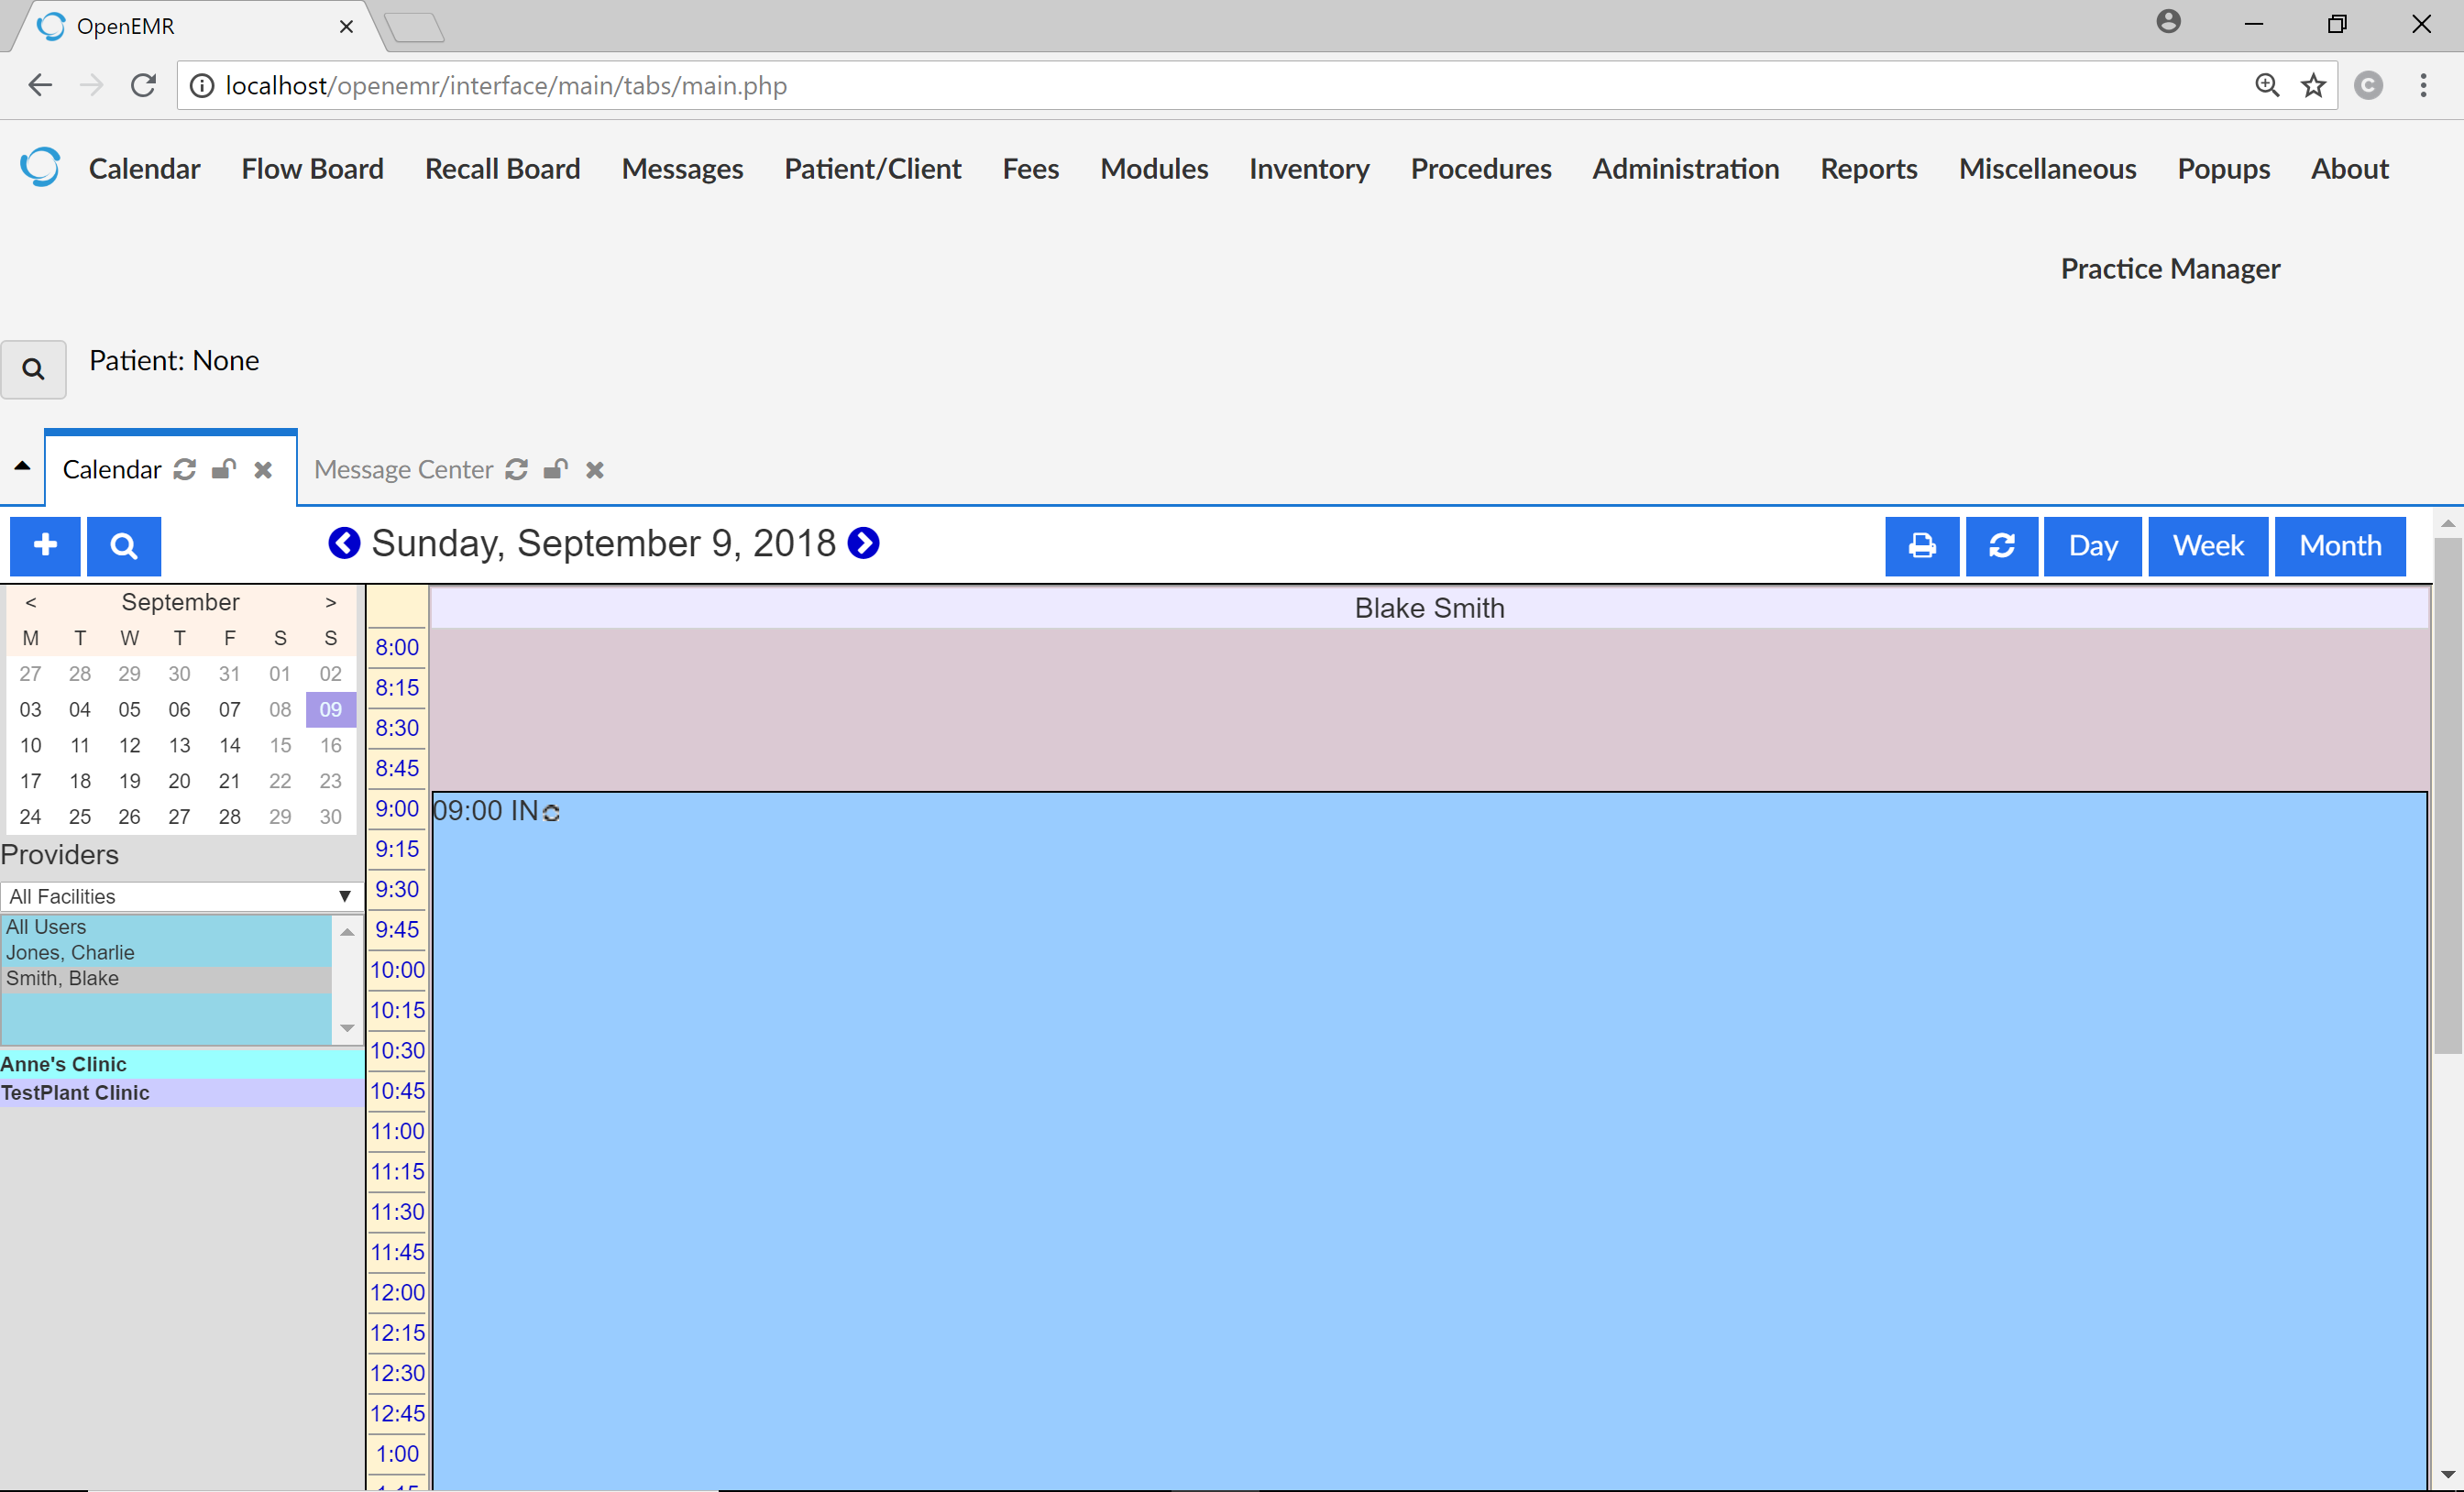 OpenEMR
localhost/openemr/interface/main/tabs/main.php
Calendar Flow Board Recall Board Messages Patient/Client Fees Modules Inventory Procedures Administration Reports Miscellaneous Popups About
Practice Manager
Patient: None
Calendar Message Center
Sunday, September 9, 2018 Day Week Month
< September >
M T W T F S S
27 28 29 30 31 01 02
03 04 05 06 07 08 09
10 11 12 13 14 15 16
17 18 19 20 21 22 23
24 25 26 27 28 29 30
Providers
All Facilities
All Users
Jones, Charlie
Smith, Blake
Anne's Clinic
TestPlant Clinic
Blake Smith
8:00
8:15
8:30
8:45
9:00 09:00 IN
9:15
9:30
9:45
10:00
10:15
10:30
10:45
11:00
11:15
11:30
11:45
12:00
12:15
12:30
12:45
1:00